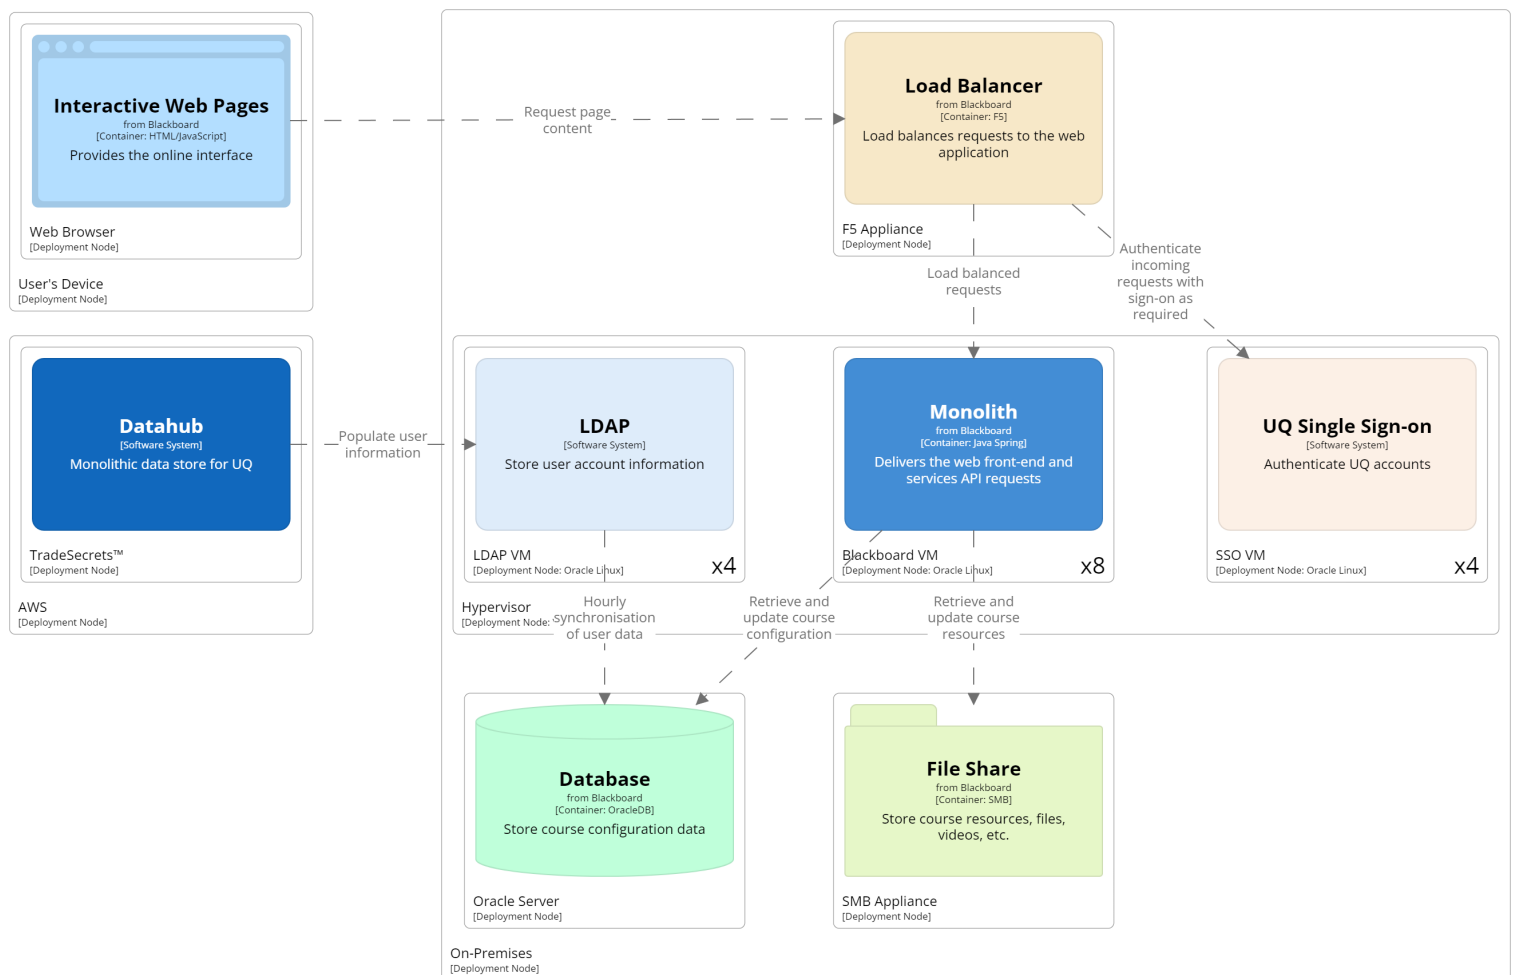 Interactive Web Pages
from Blackboard
[Container: HTML/JavaScript]
Provides the online interface
Web Browser
[Deployment Node]
User's Device
[Deployment Node]
Request page
content
Load Balancer
from Blackboard
[Container: F5]
Load balances requests to the web
application
F5 Appliance
[Deployment Node]
Load balanced
requests
Authenticate
incoming
requests with
sign-on as
required
Datahub
[Software System]
Monolithic data store for UQ
TradeSecrets™
[Deployment Node]
AWS
[Deployment Node]
Populate user
information
LDAP
[Software System]
Store user account information
LDAP VM
[Deployment Node: Oracle Linux]
x4
Monolith
from Blackboard
[Container: Java Spring]
Delivers the web front-end and
services API requests
Blackboard VM
[Deployment Node: Oracle Linux]
x8
UQ Single Sign-on
[Software System]
Authenticate UQ accounts
SSO VM
[Deployment Node: Oracle Linux]
x4
Hypervisor
[Deployment Node:
Hourly
synchronisation
of user data
Retrieve and
update course
configuration
Retrieve and
update course
resources
Database
from Blackboard
[Container: OracleDB]
Store course configuration data
Oracle Server
[Deployment Node]
File Share
from Blackboard
[Container: SMB]
Store course resources, files,
videos, etc.
SMB Appliance
[Deployment Node]
On-Premises
[Deployment Node]